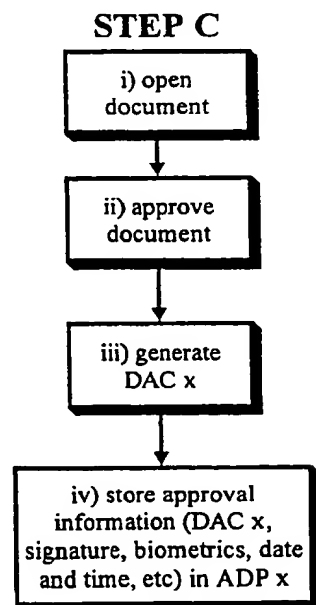 STEP C
i) open
document
ii) approve
document
iii) generate
DAC x
iv) store approval
information (DAC x,
signature, biometrics, date
and time, etc) in ADP x